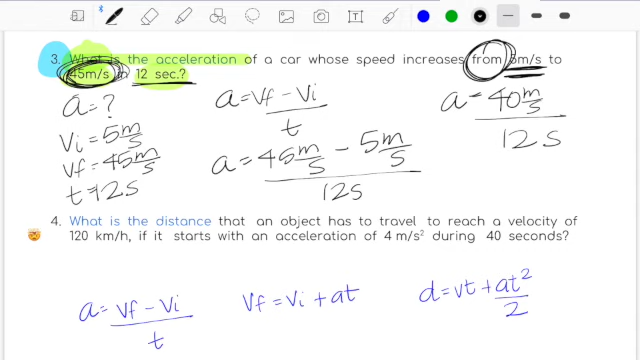 3. What is the acceleration of a car whose speed increases from 5m/s to
45m/s in 12 sec.?
a = ?
Vi = 5 m/s
Vf = 45 m/s
t = 12 s
a = Vf - Vi / t
a = 45 m/s - 5 m/s / 12 s
a = 40 m/s / 12 s
4. What is the distance that an object has to travel to reach a velocity of
120 km/h, if it starts with an acceleration of 4 m/s² during 40 seconds?
a = Vf - Vi / t
Vf = Vi + at
d = vt + at² / 2